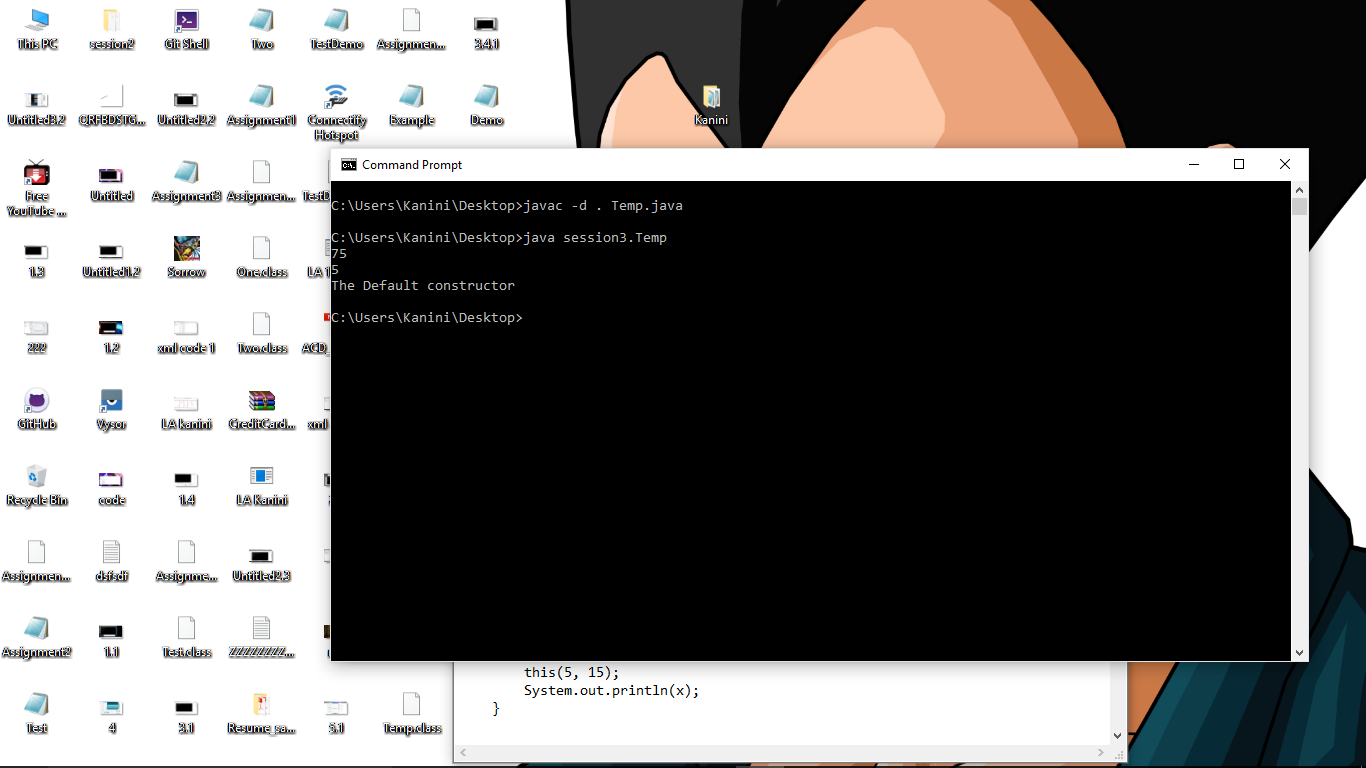 This PC
session2
Git Shell
Two
TestDemo
Assignmen...
3.4.1
Untitled3.2
QRFBDSTG...
Untitled2.2
Assignment1
Connectify
Hotspot
Example
Demo
Kanini
Free
YouTube ...
Untitled
Assignment3
Assignmen...
TestD
1.3
Untitled1.2
Sorrow
One.class
LA 1
222
1.2
xml code 1
Two.class
ACD_
GitHub
Vysor
LA kanini
CreditCard...
xml
Recycle Bin
code
1.4
LA Kanini
Assignmen...
dsfsdf
Assignme...
Untitled2.3
Assignment2
1.1
Test.class
ZZZZZZZZ...
Test
4
3.1
Resume_sa...
5.1
Temp.class
Command Prompt
C:\Users\Kanini\Desktop>javac -d . Temp.java
C:\Users\Kanini\Desktop>java session3.Temp
75
5
The Default constructor
C:\Users\Kanini\Desktop>
this(5, 15);
System.out.println(x);
}